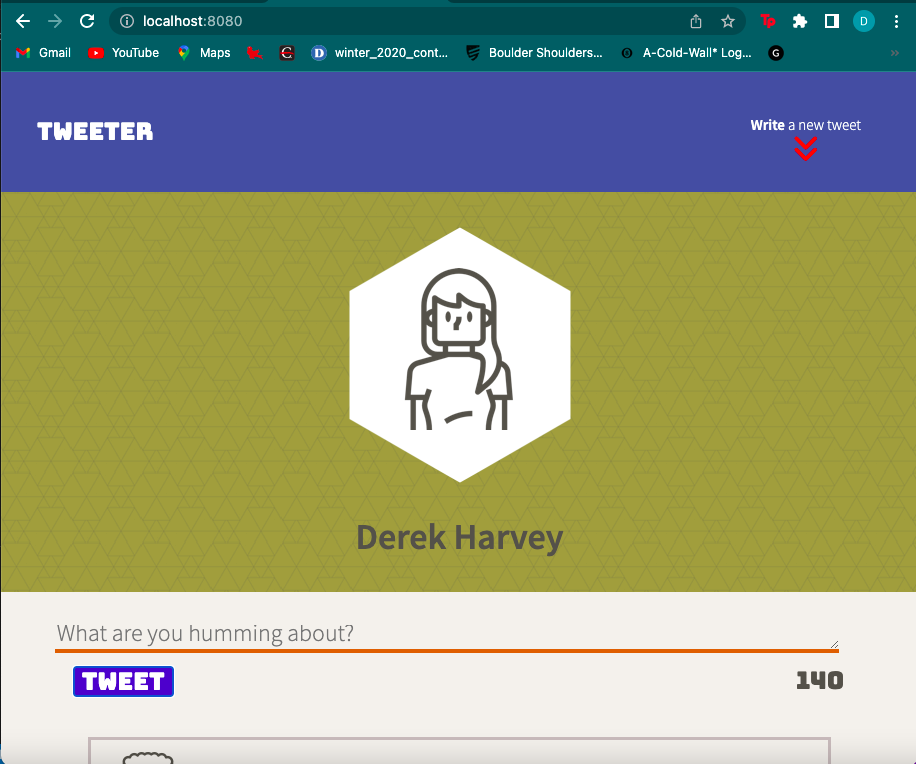 localhost:8080
Tp
D
Gmail
YouTube
Maps
C
D
winter_2020_cont...
Boulder Shoulders...
A-Cold-Wall* Log...
G
»
TWEETER
Write a new tweet
Derek Harvey
What are you humming about?
TWEET
140